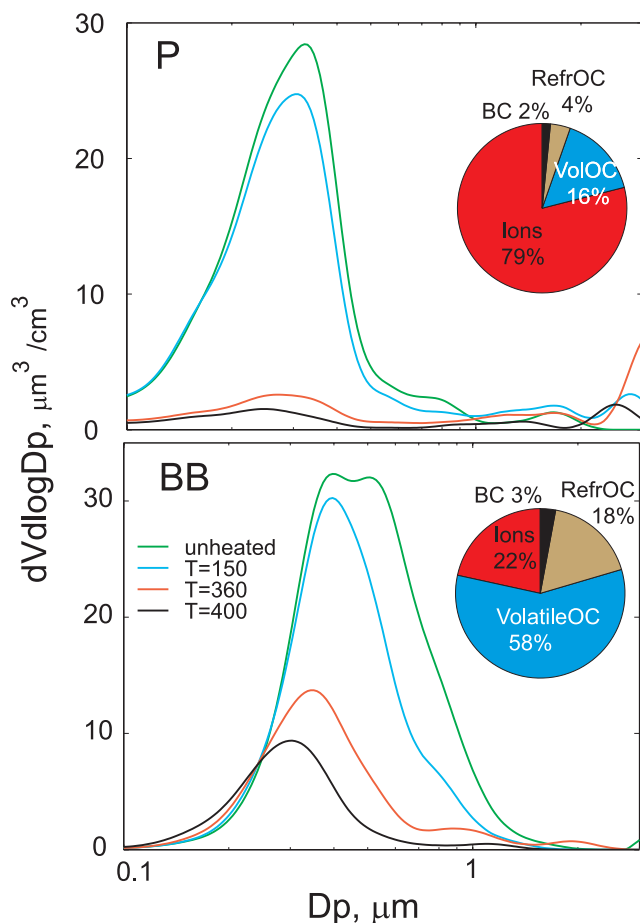 dVdlogDp, μm³ /cm³
30
20
10
0
P
RefrOC
4%
BC 2%
VolOC
16%
Ions
79%
30
20
10
0
BB
unheated
T=150
T=360
T=400
BC 3%
RefrOC
18%
Ions
22%
VolatileOC
58%
0.1
1
Dp, μm